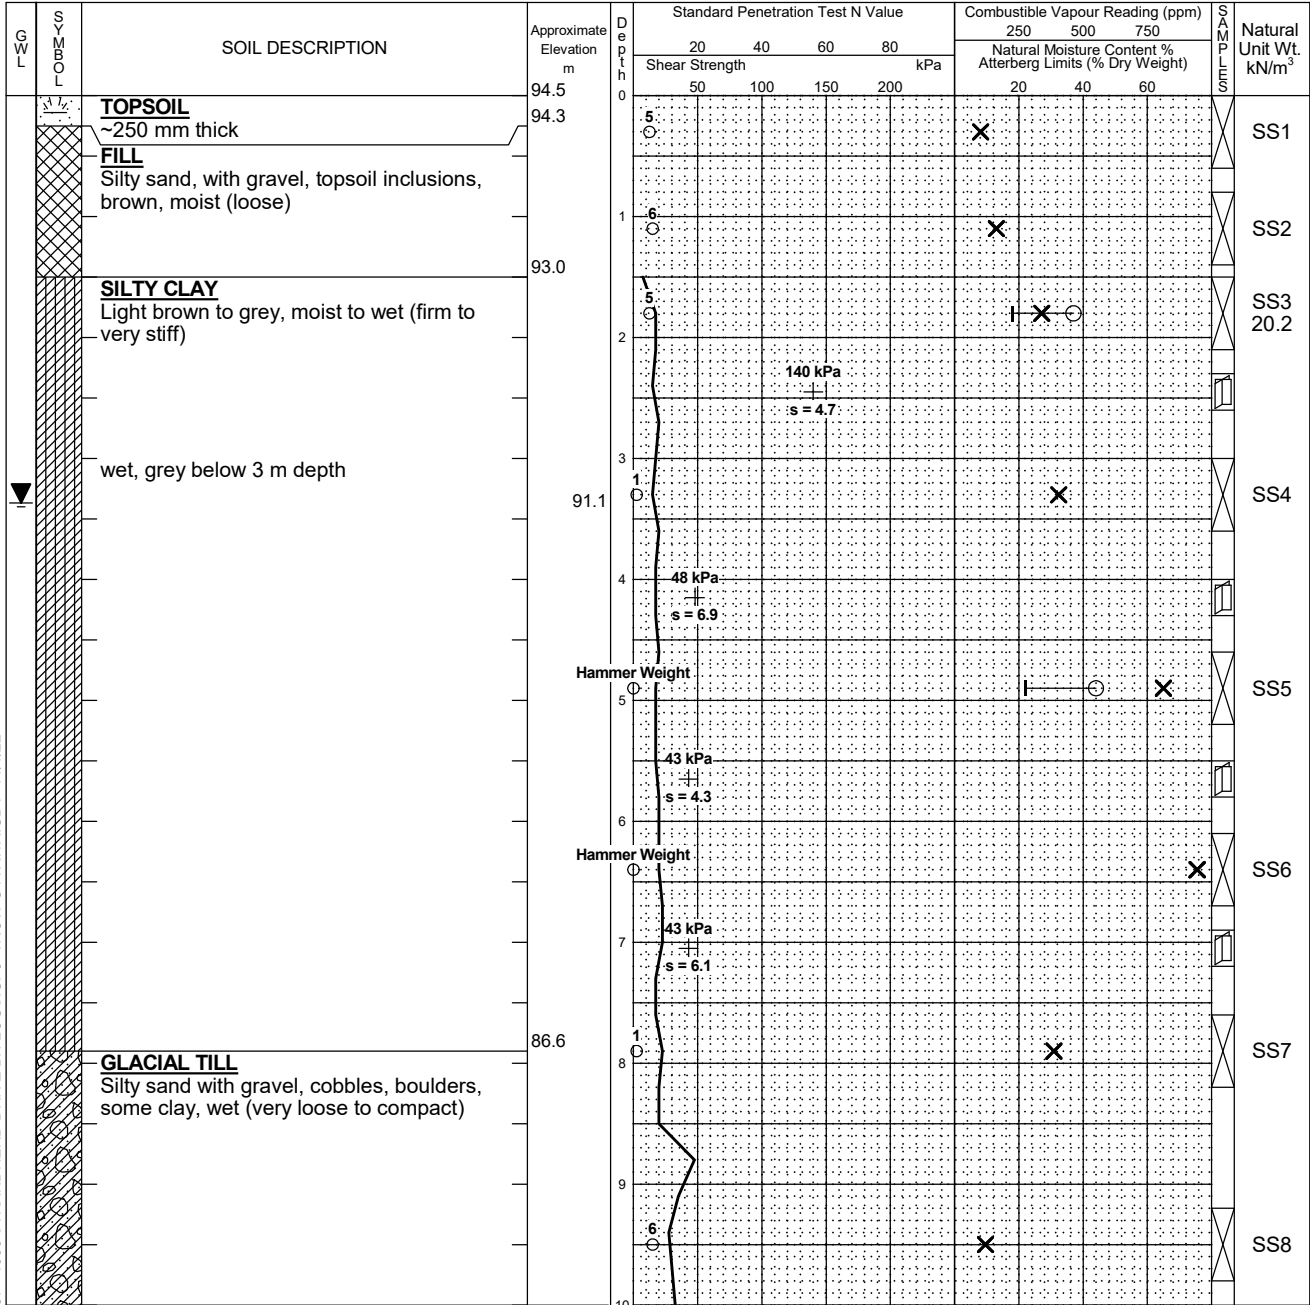 GWL
SYMBOL
SOIL DESCRIPTION
Approximate
Elevation
m
Depth
Standard Penetration Test N Value
20 40 60 80
Shear Strength kPa
50 100 150 200
Combustible Vapour Reading (ppm)
250 500 750
Natural Moisture Content %
Atterberg Limits (% Dry Weight)
20 40 60
SAMPLES
Natural
Unit Wt.
kN/m³
94.5
0
TOPSOIL
94.3
~250 mm thick
5
SS1
FILL
Silty sand, with gravel, topsoil inclusions,
brown, moist (loose)
6
1
SS2
93.0
SILTY CLAY
Light brown to grey, moist to wet (firm to
very stiff)
5
SS3
20.2
2
140 kPa
s = 4.7
3
wet, grey below 3 m depth
91.1
1
SS4
4
48 kPa
s = 6.9
Hammer Weight
SS5
5
43 kPa
s = 4.3
6
Hammer Weight
SS6
43 kPa
7
s = 6.1
86.6
1
SS7
GLACIAL TILL
8
Silty sand with gravel, cobbles, boulders,
some clay, wet (very loose to compact)
9
6
SS8
10